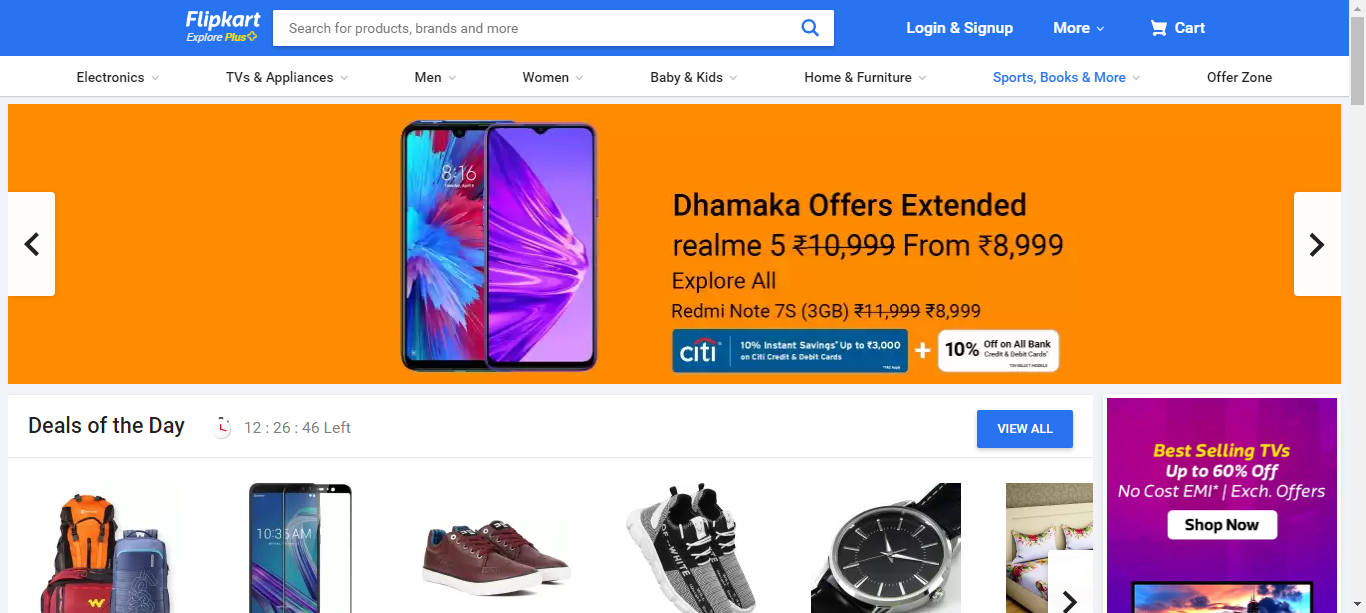 Flipkart
Explore Plus
Search for products, brands and more
Login & Signup
More
Cart
Electronics
TVs & Appliances
Men
Women
Baby & Kids
Home & Furniture
Sports, Books & More
Offer Zone
8:16
Dhamaka Offers Extended
realme 5 ₹10,999 From ₹8,999
Explore All
Redmi Note 7S (3GB) ₹11,999 ₹8,999
citi
10% Instant Savings* Up to ₹3,000
on Citi Credit & Debit Cards
*T&C Apply
+
10%
Off on All Bank
Credit & Debit Cards*
*ON SELECT MODELS
Deals of the Day
12 : 26 : 46 Left
VIEW ALL
Best Selling TVs
Up to 60% Off
No Cost EMI* | Exch. Offers
Shop Now
10:35 AM
OFF-WHITE